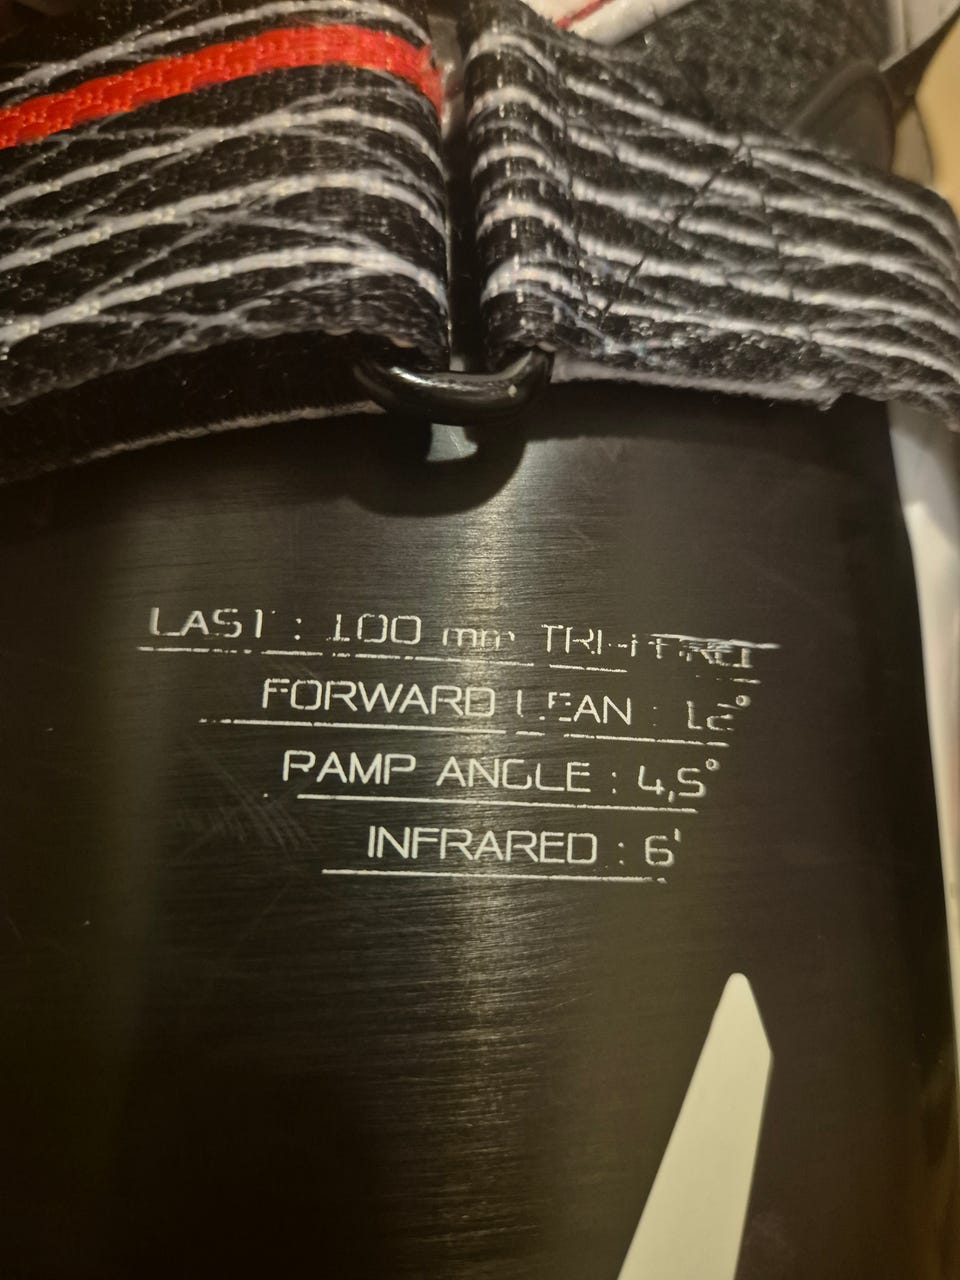 LAST : 100 mm
FORWARD LEAN : 12°
RAMP ANGLE : 4,5°
INFRARED : 6'